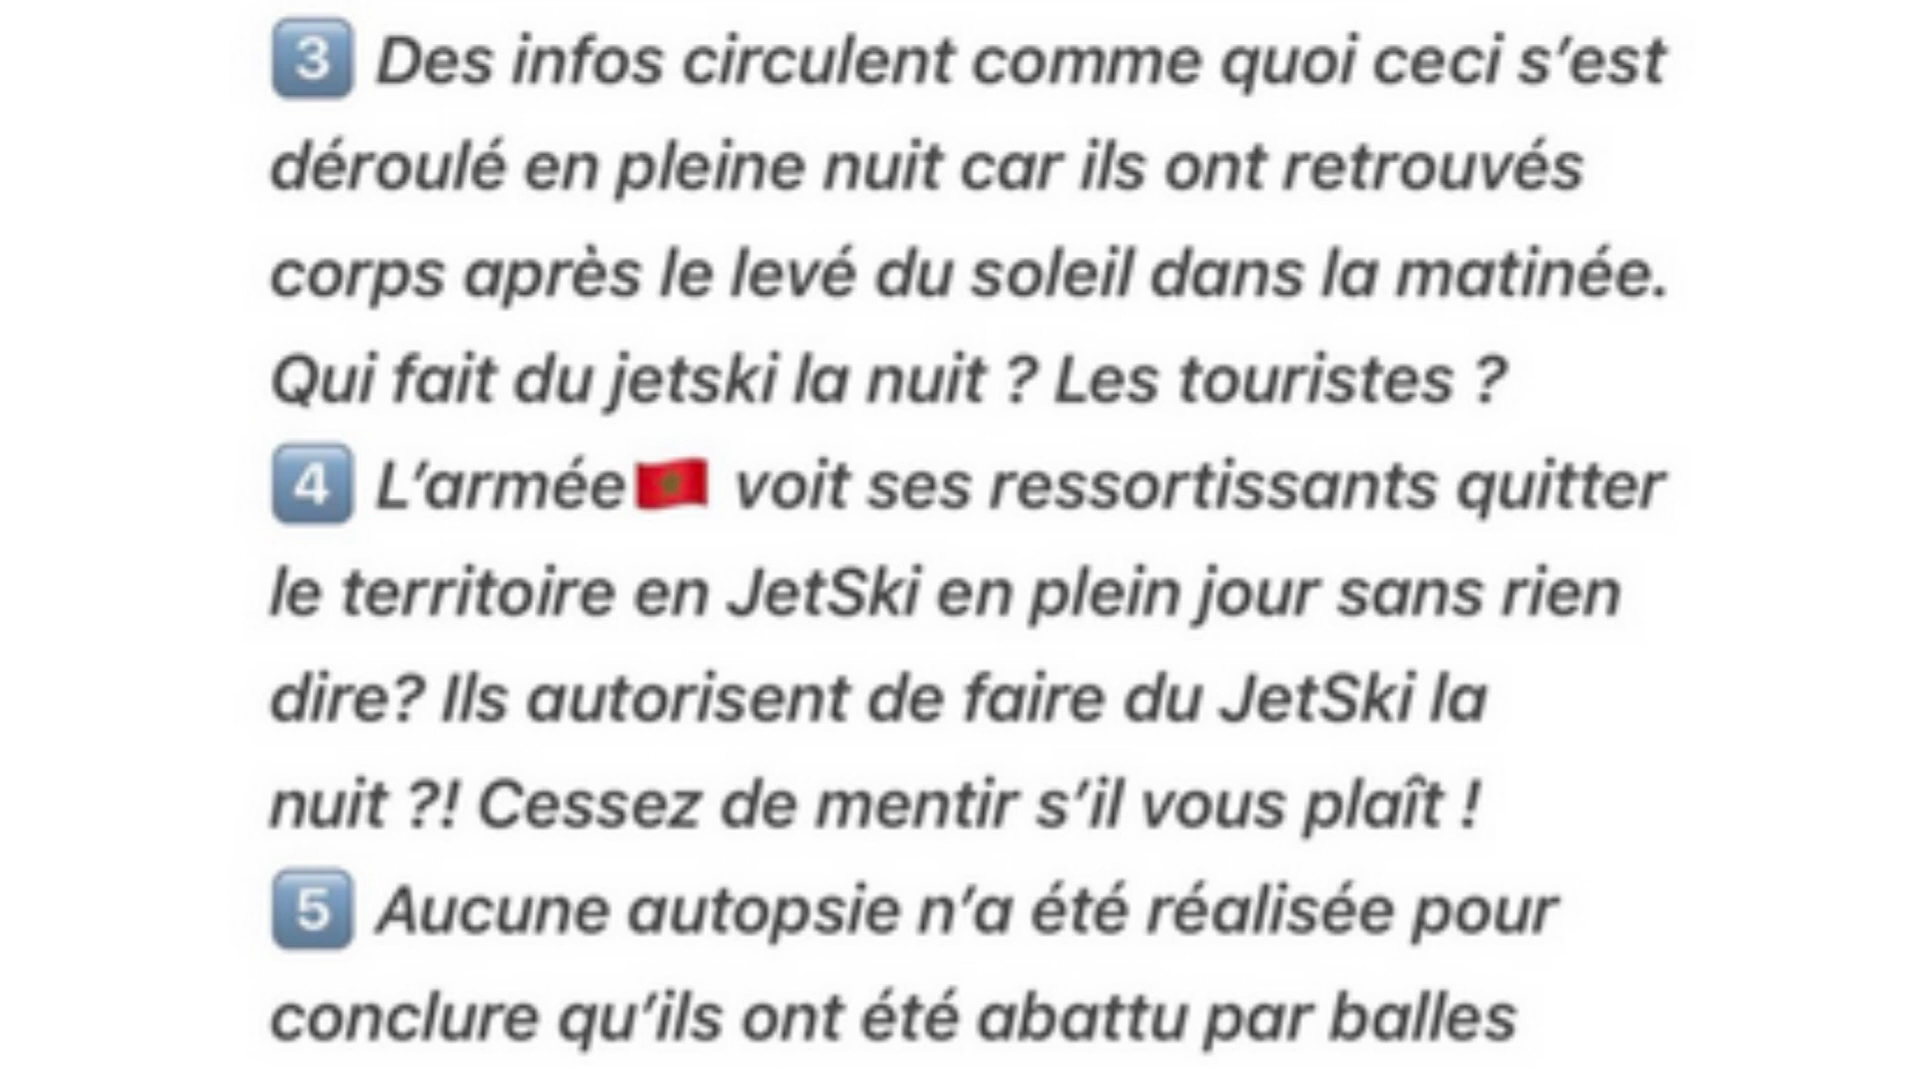 3️⃣ Des infos circulent comme quoi ceci s’est
déroulé en pleine nuit car ils ont retrouvés
corps après le levé du soleil dans la matinée.
Qui fait du jetski la nuit ? Les touristes ?
4️⃣ L’armée🇲🇦 voit ses ressortissants quitter
le territoire en JetSki en plein jour sans rien
dire? Ils autorisent de faire du JetSki la
nuit ?! Cessez de mentir s’il vous plaît !
5️⃣ Aucune autopsie n’a été réalisée pour
conclure qu’ils ont été abattu par balles